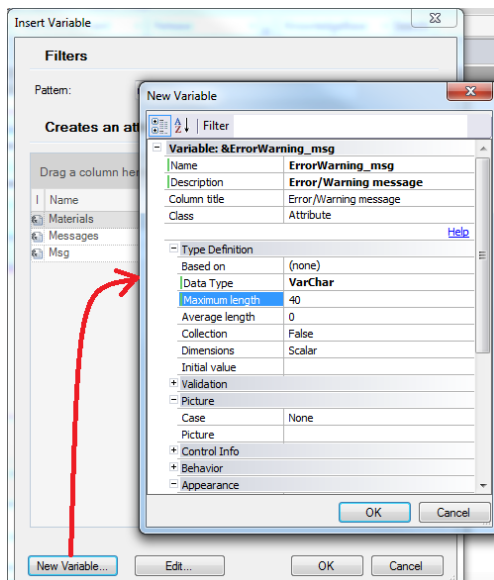 Insert Variable
Filters
Pattern:
Creates an att
Drag a column her
Name
Materials
Messages
Msg
New Variable...
Edit...
OK
Cancel
New Variable
Filter
Variable: &ErrorWarning_msg
Name ErrorWarning_msg
Description Error/Warning message
Column title Error/Warning message
Class Attribute
Help
Type Definition
Based on (none)
Data Type VarChar
Maximum length 40
Average length 0
Collection False
Dimensions Scalar
Initial value
Validation
Picture
Case None
Picture
Control Info
Behavior
Appearance
OK
Cancel